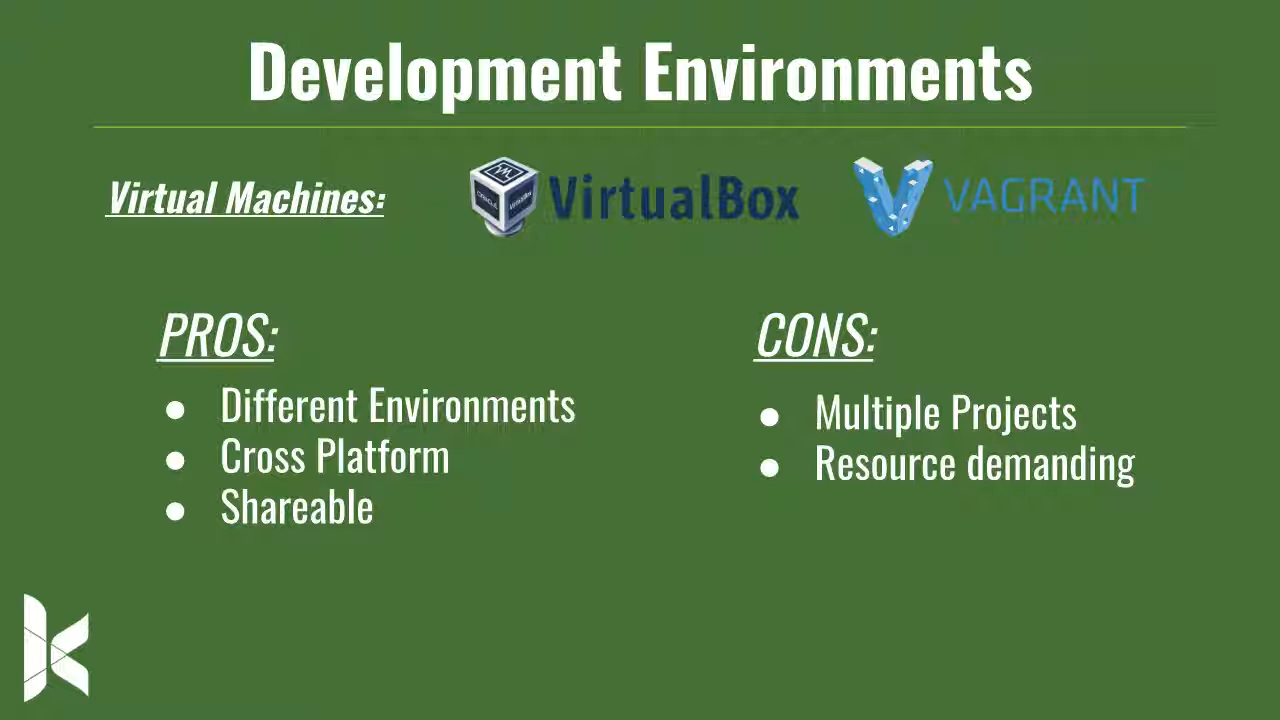 Development Environments
Virtual Machines:
VirtualBox
VAGRANT
PROS:
● Different Environments
● Cross Platform
● Shareable
CONS:
● Multiple Projects
● Resource demanding